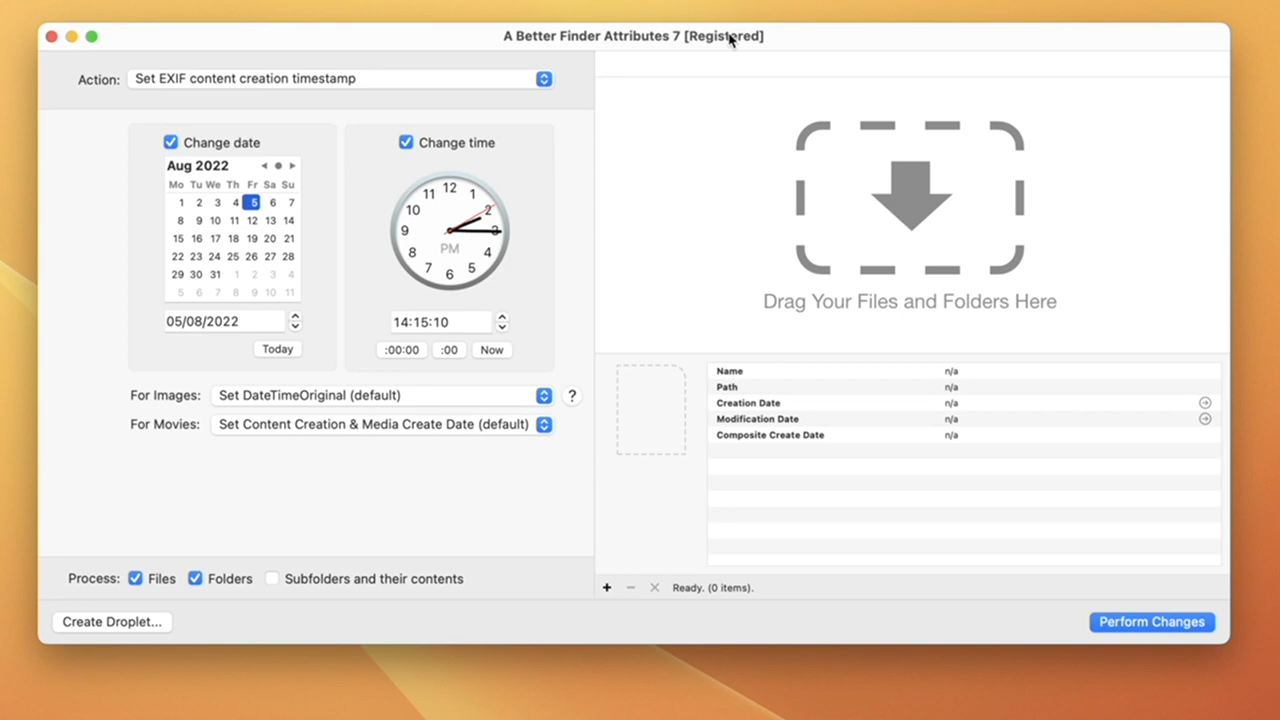 A Better Finder Attributes 7 [Registered]
Action: Set EXIF content creation timestamp
Change date
Aug 2022
Mo Tu We Th Fr Sa Su
1 2 3 4 5 6 7
8 9 10 11 12 13 14
15 16 17 18 19 20 21
22 23 24 25 26 27 28
29 30 31 1 2 3 4
5 6 7 8 9 10 11
05/08/2022
Today
Change time
12
11 1
10 2
9 3
PM
8 4
7 5
6
14:15:10
:00:00 :00 Now
For Images: Set DateTimeOriginal (default) ?
For Movies: Set Content Creation & Media Create Date (default)
Process: Files Folders Subfolders and their contents
Create Droplet...
Drag Your Files and Folders Here
Name n/a
Path n/a
Creation Date n/a
Modification Date n/a
Composite Create Date n/a
Ready. (0 items).
Perform Changes